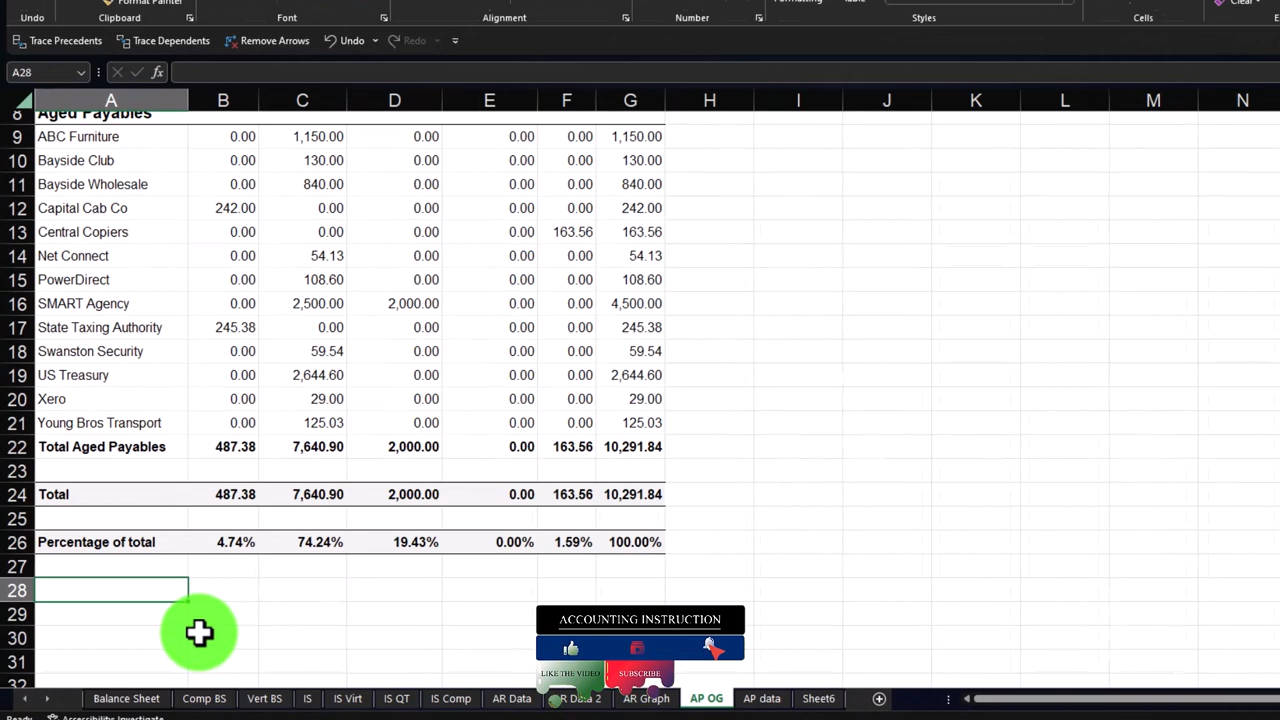 Format Painter
Clear
Undo Clipboard Font Alignment Number Styles Cells
Trace Precedents Trace Dependents Remove Arrows Undo Redo
A28 fx
A B C D E F G H I J K L M N
8 Aged Payables
9 ABC Furniture 0.00 1,150.00 0.00 0.00 0.00 1,150.00
10 Bayside Club 0.00 130.00 0.00 0.00 0.00 130.00
11 Bayside Wholesale 0.00 840.00 0.00 0.00 0.00 840.00
12 Capital Cab Co 242.00 0.00 0.00 0.00 0.00 242.00
13 Central Copiers 0.00 0.00 0.00 0.00 163.56 163.56
14 Net Connect 0.00 54.13 0.00 0.00 0.00 54.13
15 PowerDirect 0.00 108.60 0.00 0.00 0.00 108.60
16 SMART Agency 0.00 2,500.00 2,000.00 0.00 0.00 4,500.00
17 State Taxing Authority 245.38 0.00 0.00 0.00 0.00 245.38
18 Swanston Security 0.00 59.54 0.00 0.00 0.00 59.54
19 US Treasury 0.00 2,644.60 0.00 0.00 0.00 2,644.60
20 Xero 0.00 29.00 0.00 0.00 0.00 29.00
21 Young Bros Transport 0.00 125.03 0.00 0.00 0.00 125.03
22 Total Aged Payables 487.38 7,640.90 2,000.00 0.00 163.56 10,291.84
23
24 Total 487.38 7,640.90 2,000.00 0.00 163.56 10,291.84
25
26 Percentage of total 4.74% 74.24% 19.43% 0.00% 1.59% 100.00%
27
28
29
30
31
32
ACCOUNTING INSTRUCTION
LIKE THE VIDEO SUBSCRIBE
Balance Sheet Comp BS Vert BS IS IS Virt IS QT IS Comp AR Data R Data 2 AR Graph AP OG AP data Sheet6
Ready Accessibility: Investigate